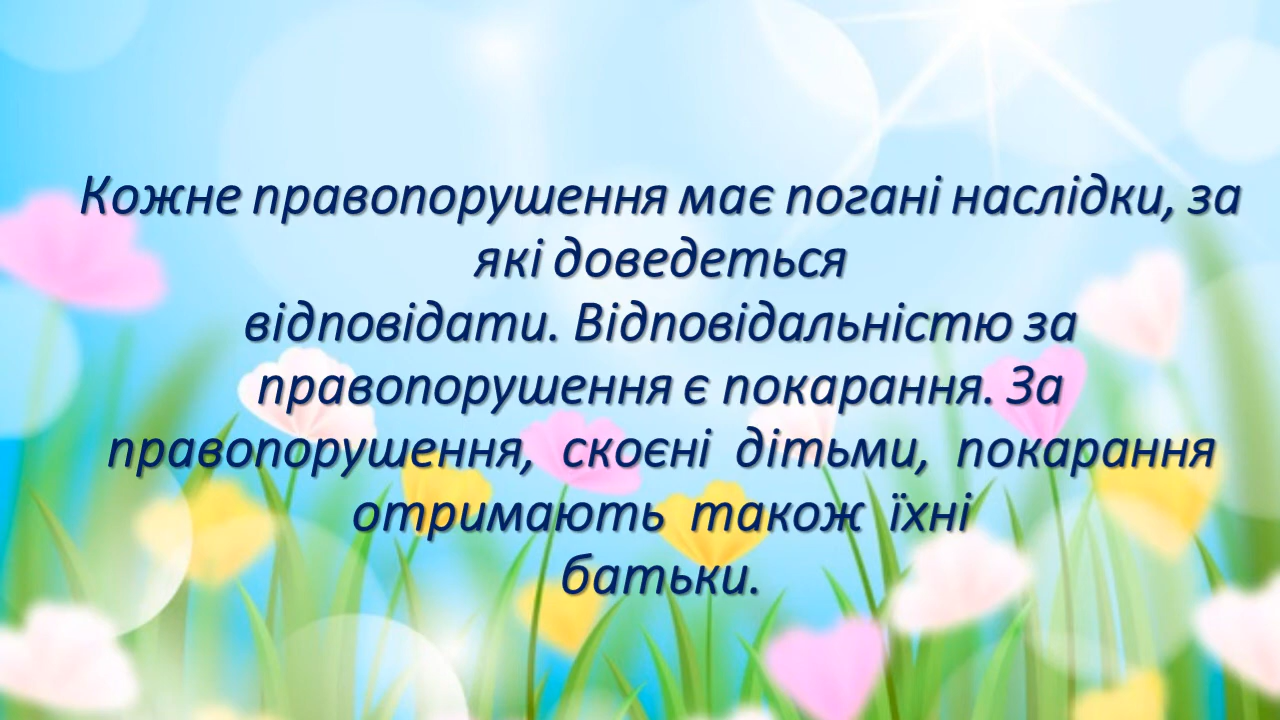 Кожне правопорушення має погані наслідки, за
які доведеться
відповідати. Відповідальністю за
правопорушення є покарання. За
правопорушення, скоєні дітьми, покарання
отримають також їхні
батьки.